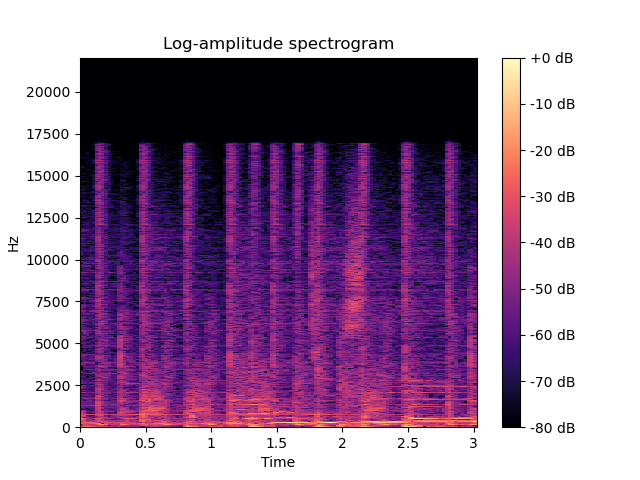 Log-amplitude spectrogram
20000
17500
15000
12500
10000
7500
5000
2500
0
Hz
0 0.5 1 1.5 2 2.5 3
Time
+0 dB
-10 dB
-20 dB
-30 dB
-40 dB
-50 dB
-60 dB
-70 dB
-80 dB